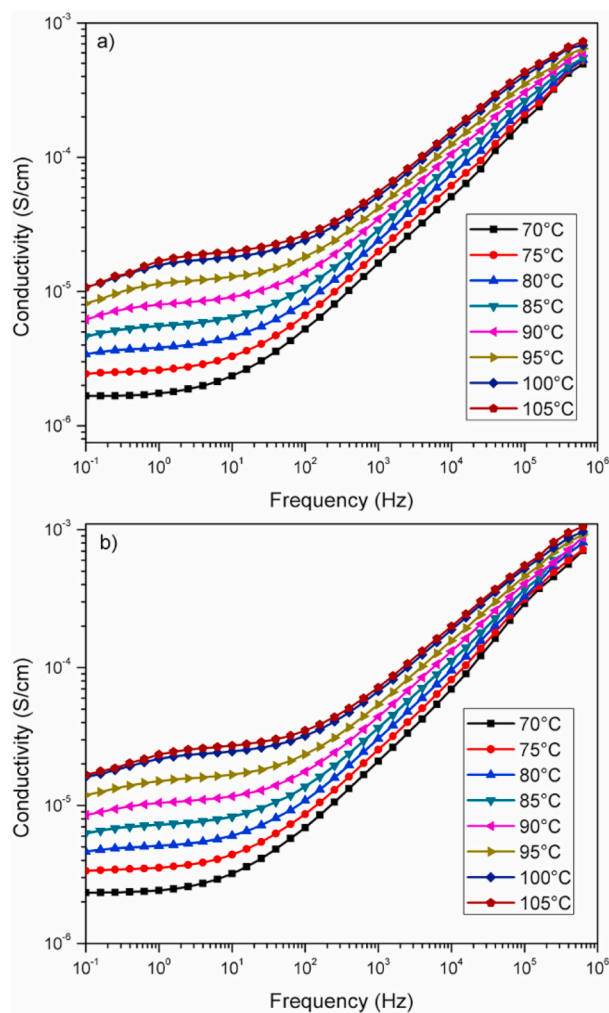 a)
Conductivity (S/cm)
10⁻³
10⁻⁴
10⁻⁵
10⁻⁶
70°C
75°C
80°C
85°C
90°C
95°C
100°C
105°C
10⁻¹ 10⁰ 10¹ 10² 10³ 10⁴ 10⁵ 10⁶
Frequency (Hz)
b)
Conductivity (S/cm)
10⁻³
10⁻⁴
10⁻⁵
10⁻⁶
70°C
75°C
80°C
85°C
90°C
95°C
100°C
105°C
10⁻¹ 10⁰ 10¹ 10² 10³ 10⁴ 10⁵ 10⁶
Frequency (Hz)